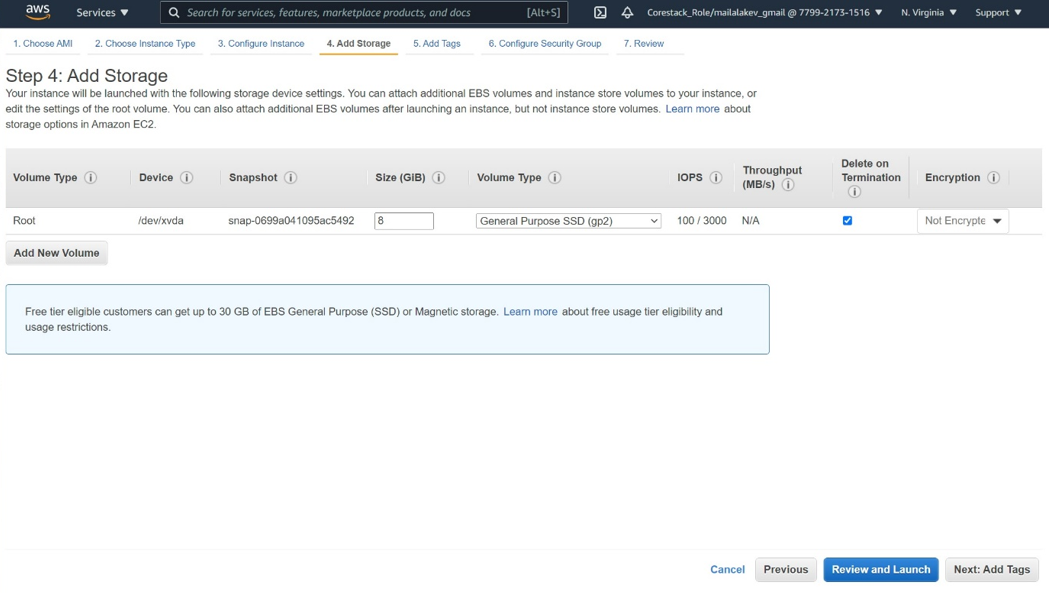 aws Services Search for services, features, marketplace products, and docs [Alt+S] Corestack_Role/mailalakev_gmail @ 7799-2173-1516 N. Virginia Support
1. Choose AMI 2. Choose Instance Type 3. Configure Instance 4. Add Storage 5. Add Tags 6. Configure Security Group 7. Review
Step 4: Add Storage
Your instance will be launched with the following storage device settings. You can attach additional EBS volumes and instance store volumes to your instance, or
edit the settings of the root volume. You can also attach additional EBS volumes after launching an instance, but not instance store volumes. Learn more about
storage options in Amazon EC2.
Volume Type i Device i Snapshot i Size (GiB) i Volume Type i IOPS i Throughput (MB/s) i Delete on Termination i Encryption i
Root /dev/xvda snap-0699a041095ac5492 8 General Purpose SSD (gp2) 100 / 3000 N/A Not Encrypte
Add New Volume
Free tier eligible customers can get up to 30 GB of EBS General Purpose (SSD) or Magnetic storage. Learn more about free usage tier eligibility and
usage restrictions.
Cancel Previous Review and Launch Next: Add Tags